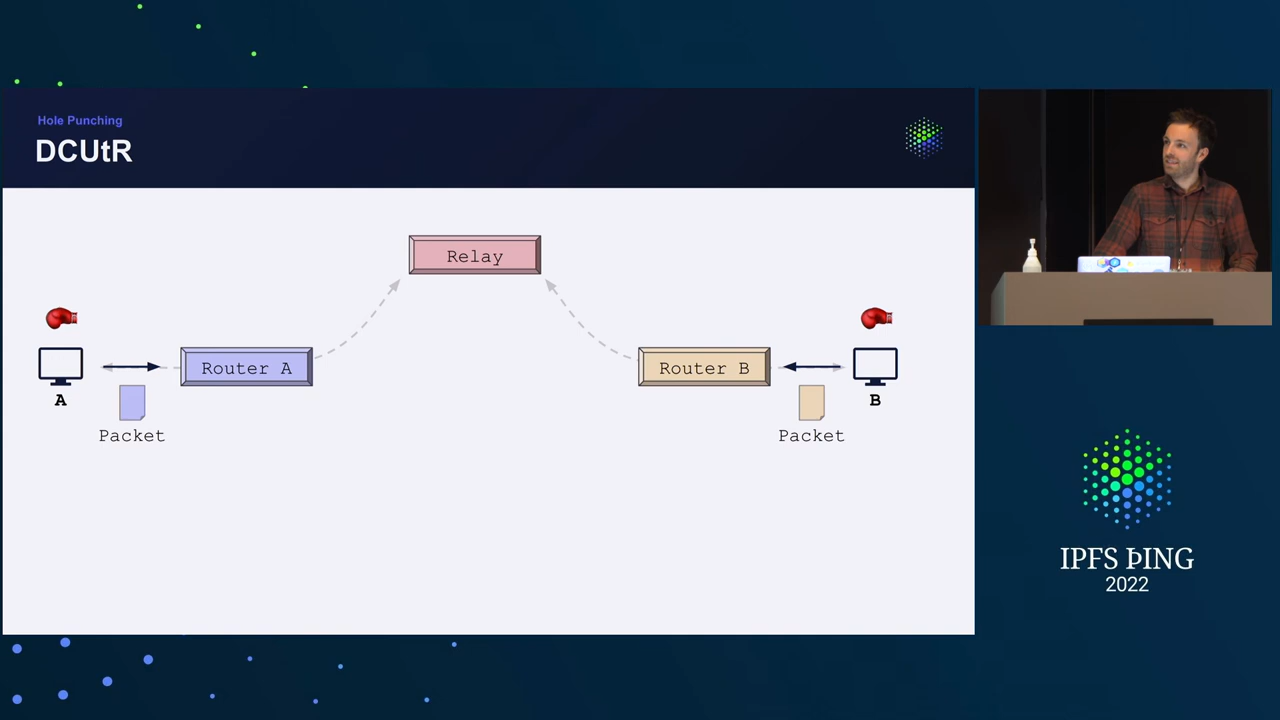 Hole Punching
DCUtR
Relay
Router A
Router B
A
B
Packet
Packet
IPFS ÞING
2022